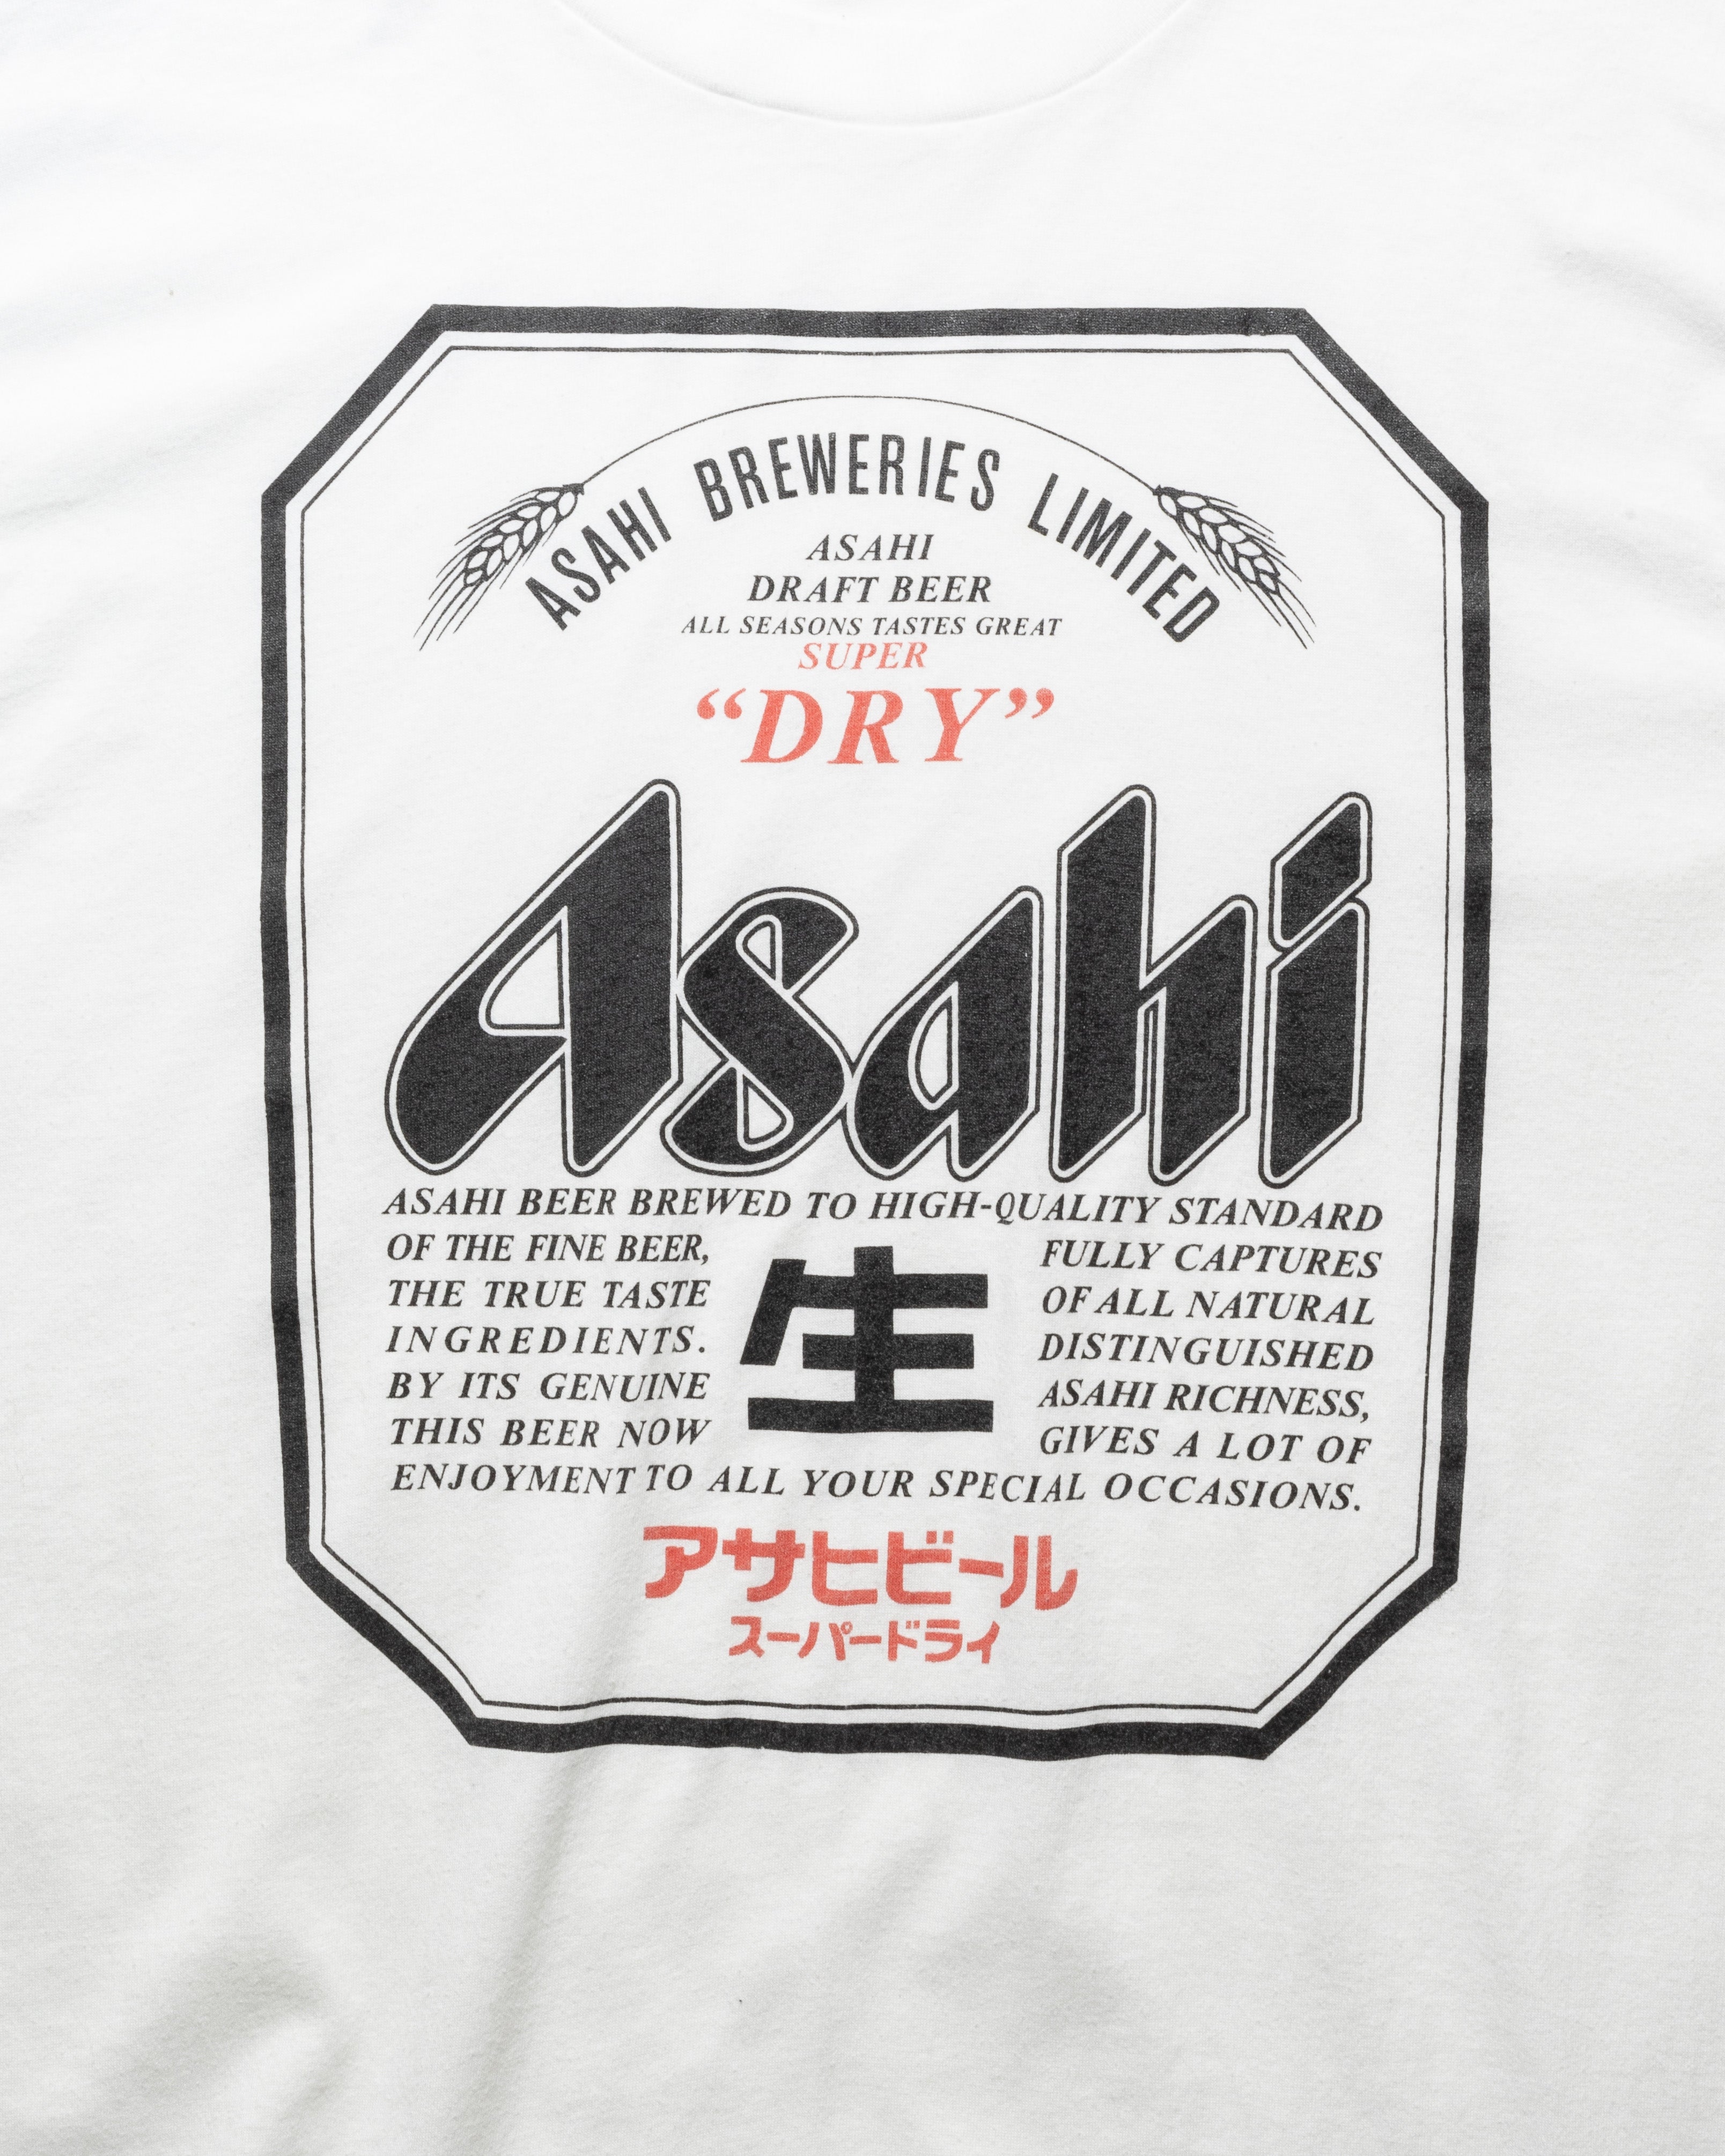 ASAHI BREWERIES LIMITED
ASAHI
DRAFT BEER
ALL SEASONS TASTES GREAT
SUPER
“DRY”
Asahi
ASAHI BEER BREWED TO HIGH-QUALITY STANDARD
OF THE FINE BEER, FULLY CAPTURES
THE TRUE TASTE OF ALL NATURAL
INGREDIENTS. DISTINGUISHED
BY ITS GENUINE ASAHI RICHNESS,
THIS BEER NOW GIVES A LOT OF
生
ENJOYMENT TO ALL YOUR SPECIAL OCCASIONS.
アサヒビール
スーパードライ